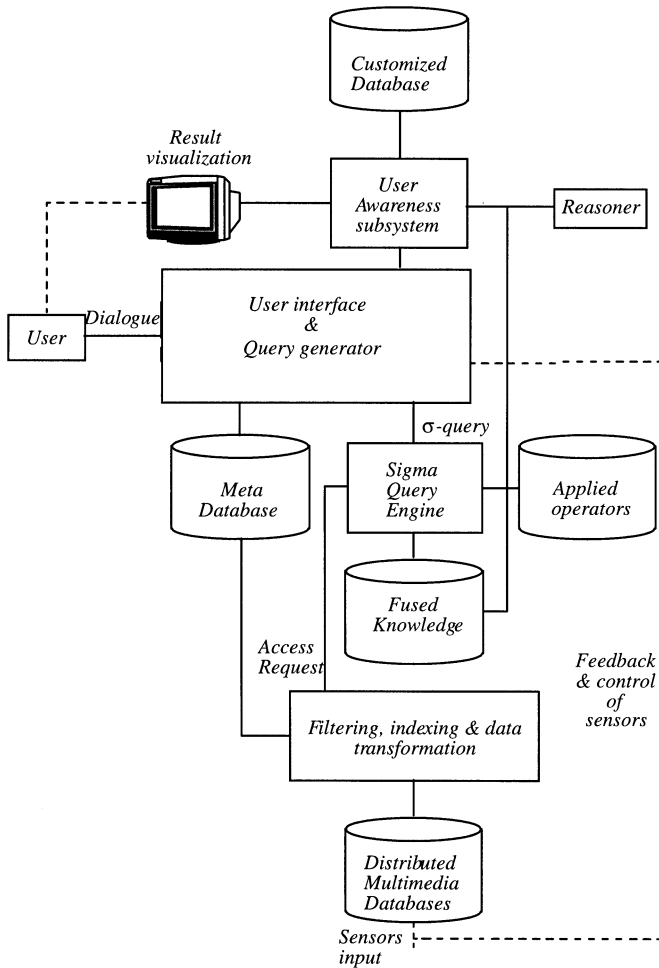 Customized
Database
Result
visualization
User
Awareness
subsystem
Reasoner
User interface
&
Query generator
Dialogue
User
σ-query
Meta
Database
Sigma
Query
Engine
Applied
operators
Fused
Knowledge
Access
Request
Feedback
& control
of
sensors
Filtering, indexing & data
transformation
Distributed
Multimedia
Databases
Sensors
input